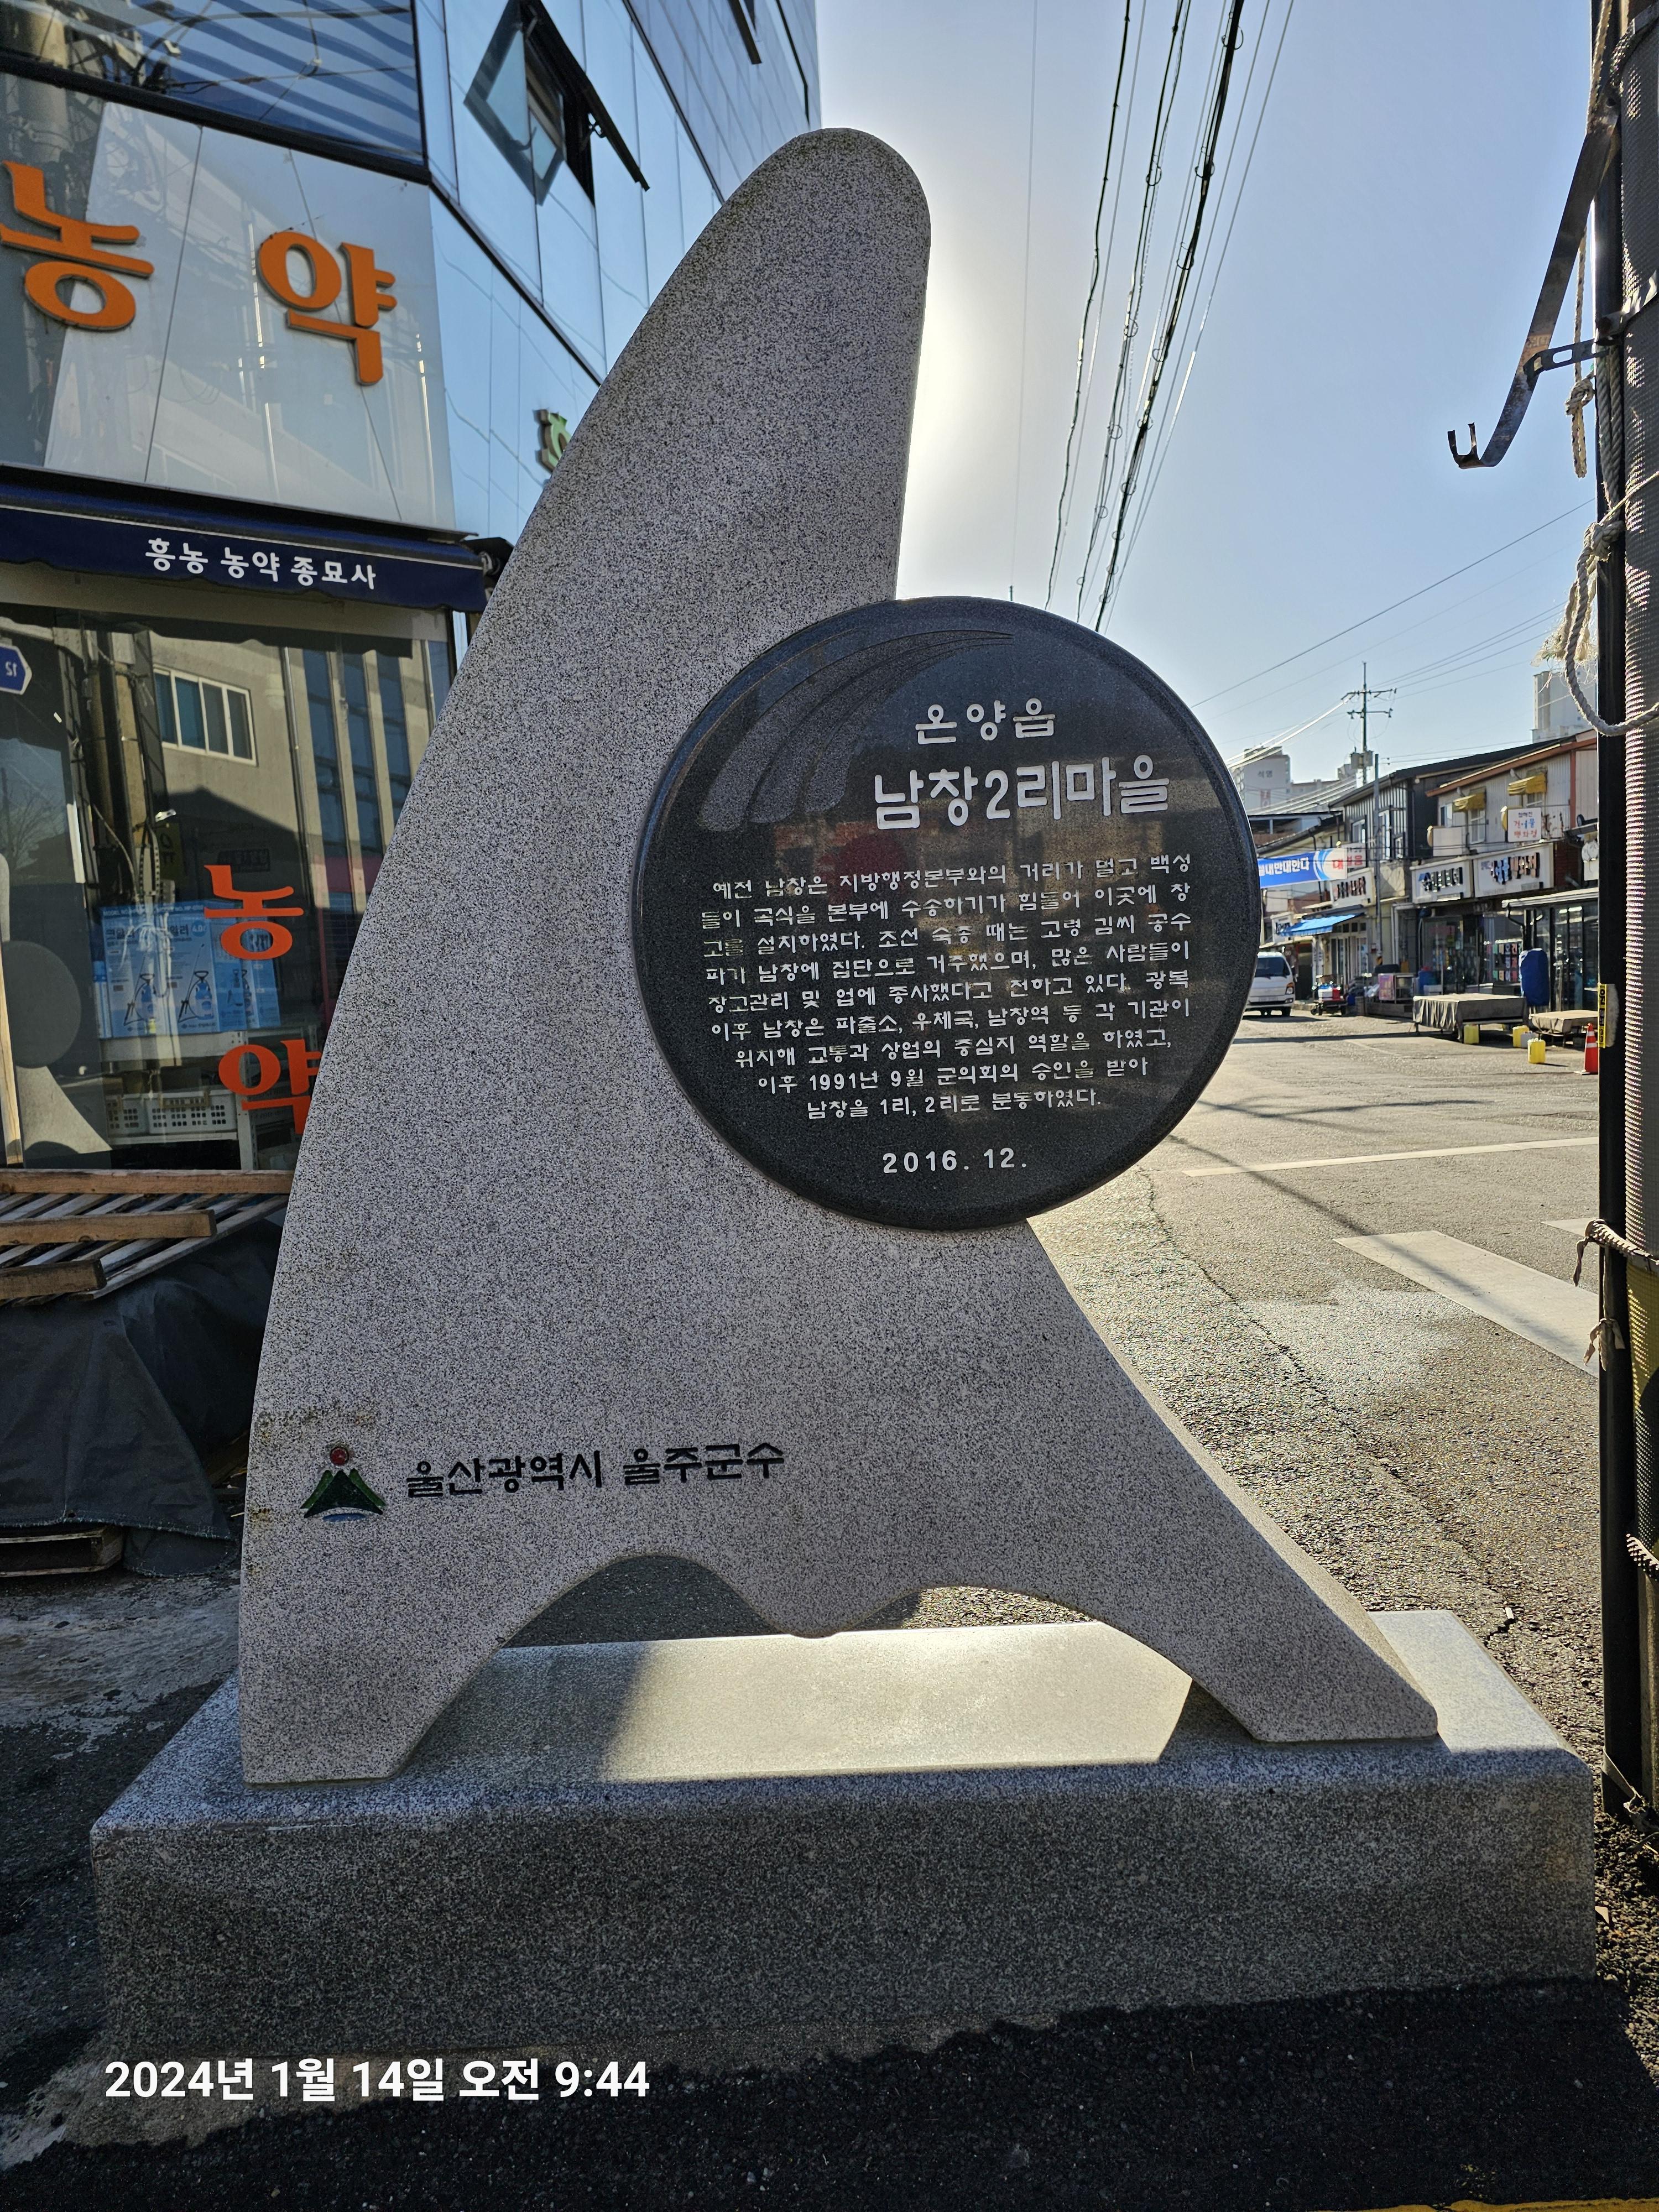 농약
흥농 농약 종묘사
농
약
12
온양읍
남창2리마을
예전 남창은 지방행정본부와의 거리가 멀고 백성
들이 곡식을 본부에 수송하기가 힘들어 이곳에 창
고를 설치하였다. 조선 숙종 때는 고령 김씨 공수
파가 남창에 집단으로 거주했으며, 많은 사람들이
창고관리 및 업에 종사했다고 전하고 있다. 광복
이후 남창은 파출소, 우체국, 남창역 등 각 기관이
위치해 교통과 상업의 중심지 역할을 하였고,
이후 1991년 9월 군의회의 승인을 받아
남창을 1리, 2리로 분동하였다.
2016. 12.
울산광역시 울주군수
2024년 1월 14일 오전 9:44